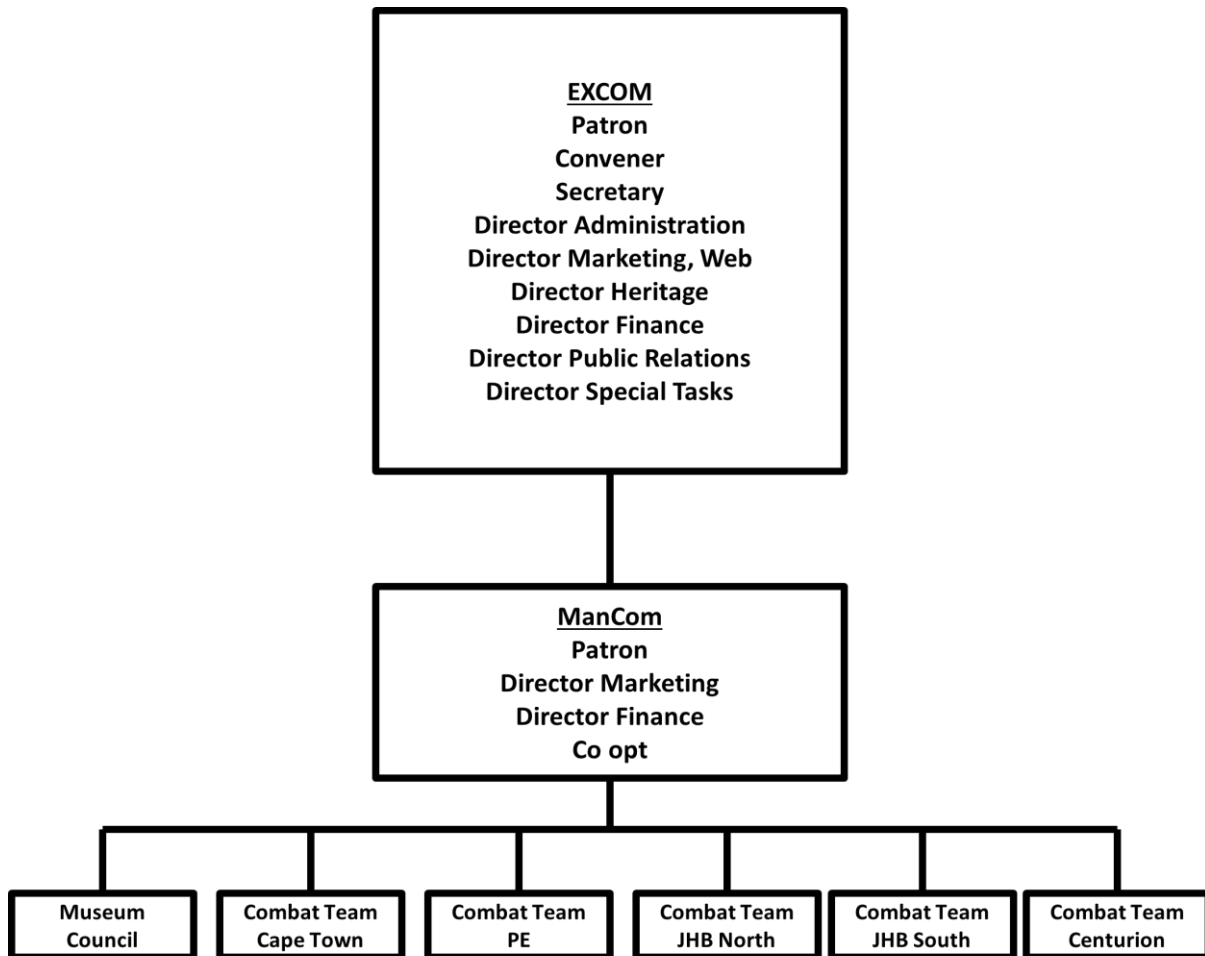 EXCOM
Patron
Convener
Secretary
Director Administration
Director Marketing, Web
Director Heritage
Director Finance
Director Public Relations
Director Special Tasks
ManCom
Patron
Director Marketing
Director Finance
Co opt
Museum
Council
Combat Team
Cape Town
Combat Team
PE
Combat Team
JHB North
Combat Team
JHB South
Combat Team
Centurion